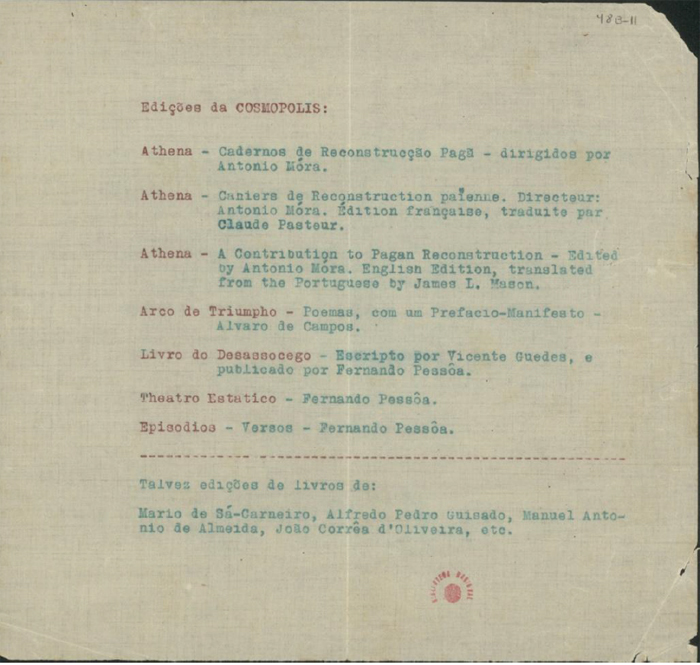 48B-11
Edições da COSMOPOLIS:
Athena - Cadernos de Reconstrucção Pagã - dirigidos por
Antonio Móra.
Athena - Cahiers de Reconstruction païenne. Directeur:
Antonio Móra. Édition française, traduite par
Claude Pasteur.
Athena - A Contribution to Pagan Reconstruction - Edited
by Antonio Móra. English Edition, translated
from the Portuguese by James L. Mason.
Arco de Triumpho - Poemas, com um Prefacio-Manifesto -
Alvaro de Campos.
Livro do Desassocego - Escripto por Vicente Guedes, e
publicado por Fernando Pessôa.
Theatro Estatico - Fernando Pessôa.
Episodios - Versos - Fernando Pessôa.
Talvez edições de livros de:
Mario de Sá-Carneiro, Alfredo Pedro Guisado, Manuel Anto-
nio de Almeida, João Corrêa d'Oliveira, etc.